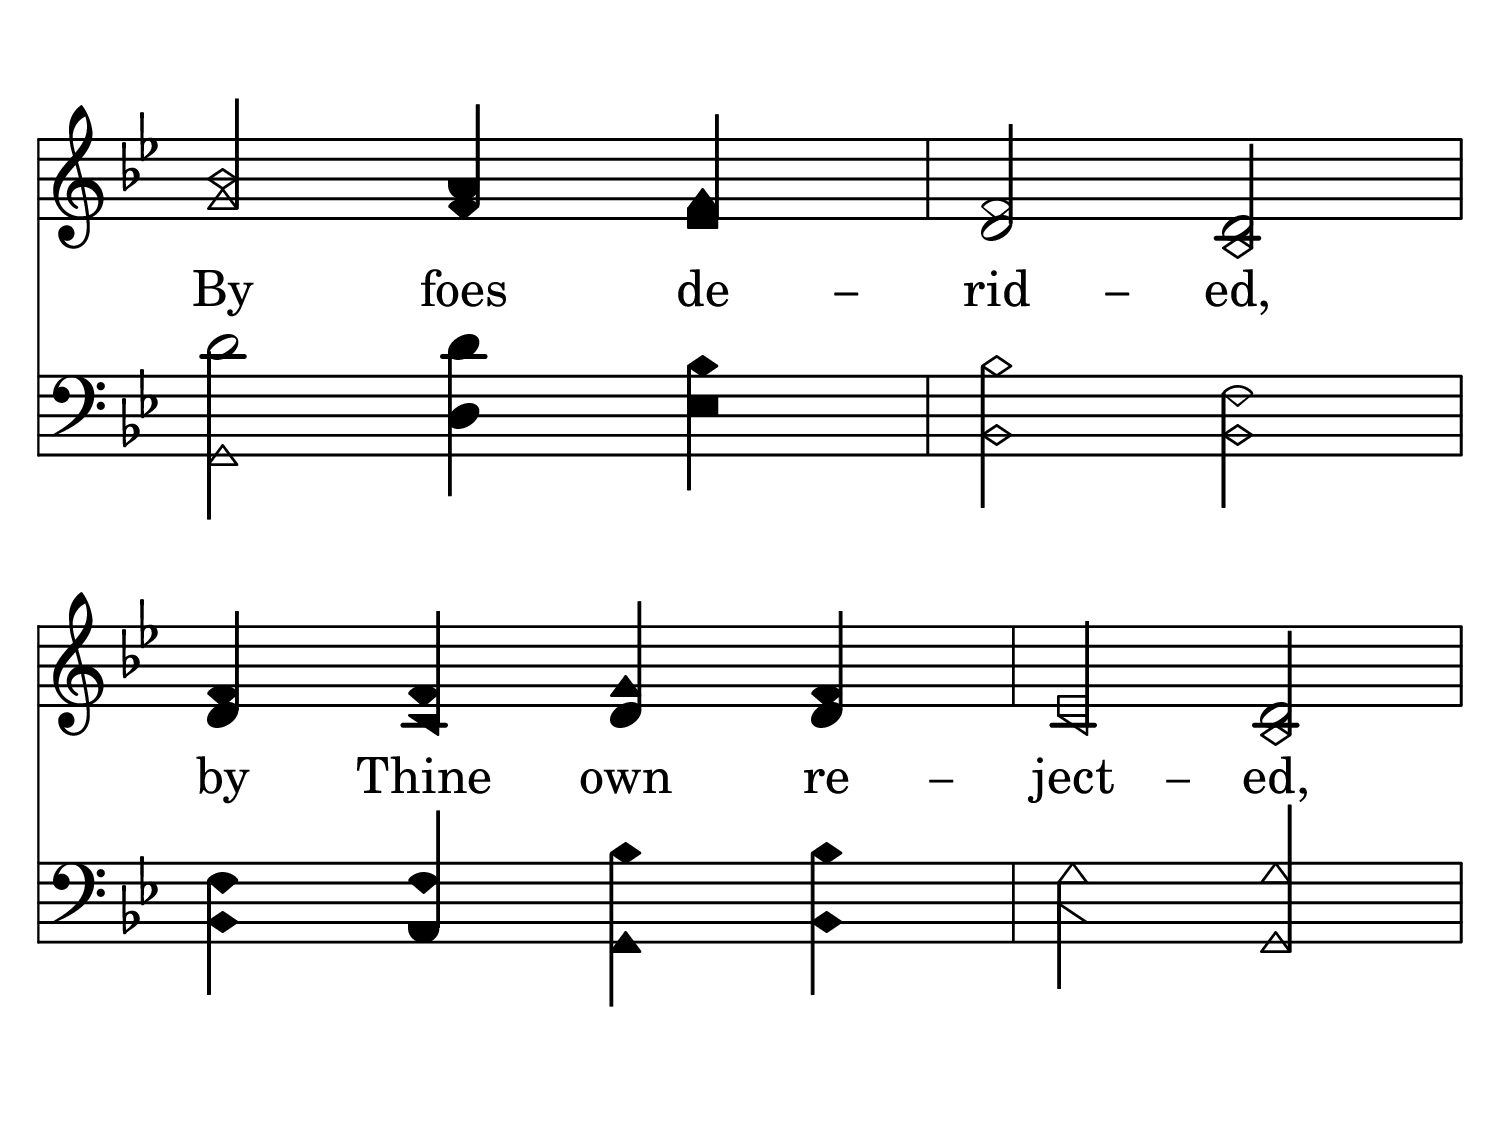 By foes de – rid – ed,
by Thine own re – ject – ed,